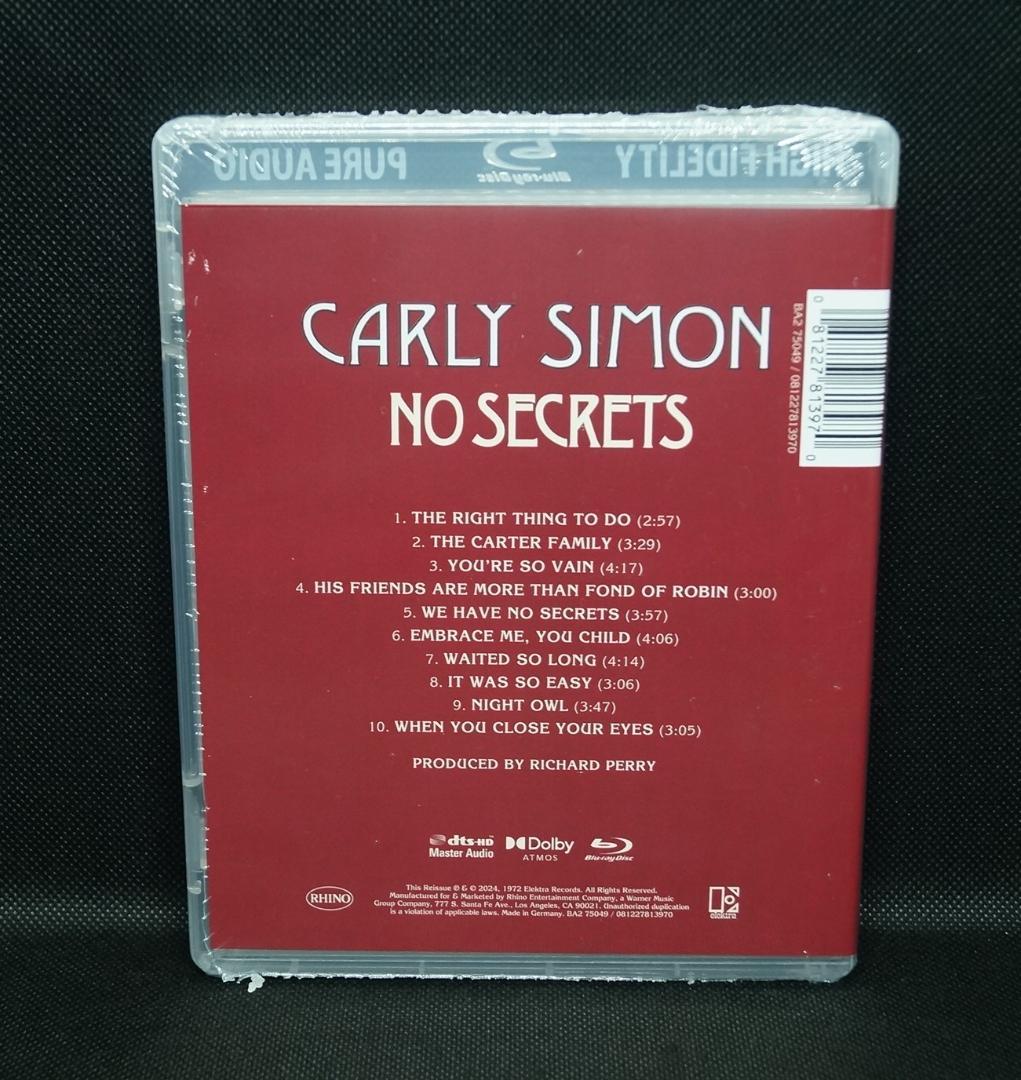 HIGH FIDELITY Blu-ray Disc PURE AUDIO
CARLY SIMON
NO SECRETS
BA2 75049 / 081227813970
0 81227 81397 0
1. THE RIGHT THING TO DO (2:57)
2. THE CARTER FAMILY (3:29)
3. YOU'RE SO VAIN (4:17)
4. HIS FRIENDS ARE MORE THAN FOND OF ROBIN (3:00)
5. WE HAVE NO SECRETS (3:57)
6. EMBRACE ME, YOU CHILD (4:06)
7. WAITED SO LONG (4:14)
8. IT WAS SO EASY (3:06)
9. NIGHT OWL (3:47)
10. WHEN YOU CLOSE YOUR EYES (3:05)
PRODUCED BY RICHARD PERRY
dts-HD Master Audio
Dolby ATMOS
Blu-ray Disc
RHINO
This Reissue ℗ & © 2024, 1972 Elektra Records. All Rights Reserved.
Manufactured for & Marketed by Rhino Entertainment Company, a Warner Music
Group Company, 777 S. Santa Fe Ave., Los Angeles, CA 90021. Unauthorized duplication
is a violation of applicable laws. Made in Germany. BA2 75049 / 081227813970
elektra